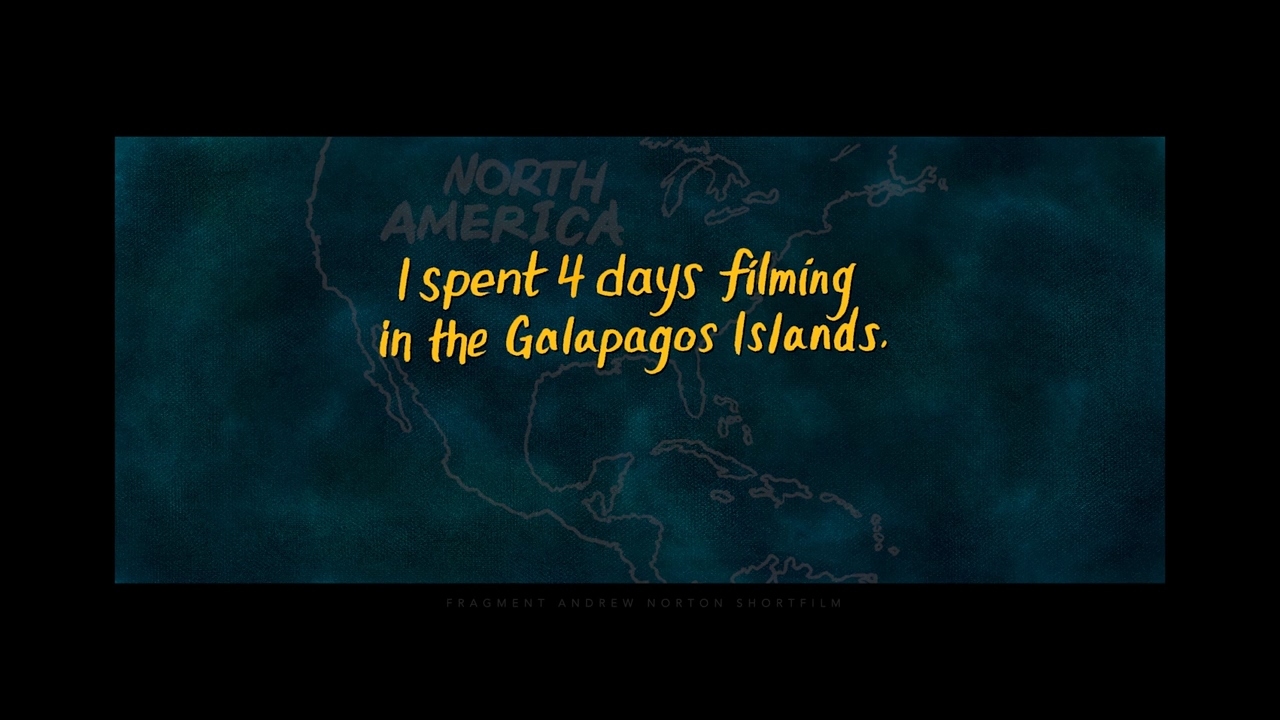 NORTH
AMERICA
I spent 4 days filming
in the Galapagos Islands.
FRAGMENT ANDREW NORTON SHORTFILM